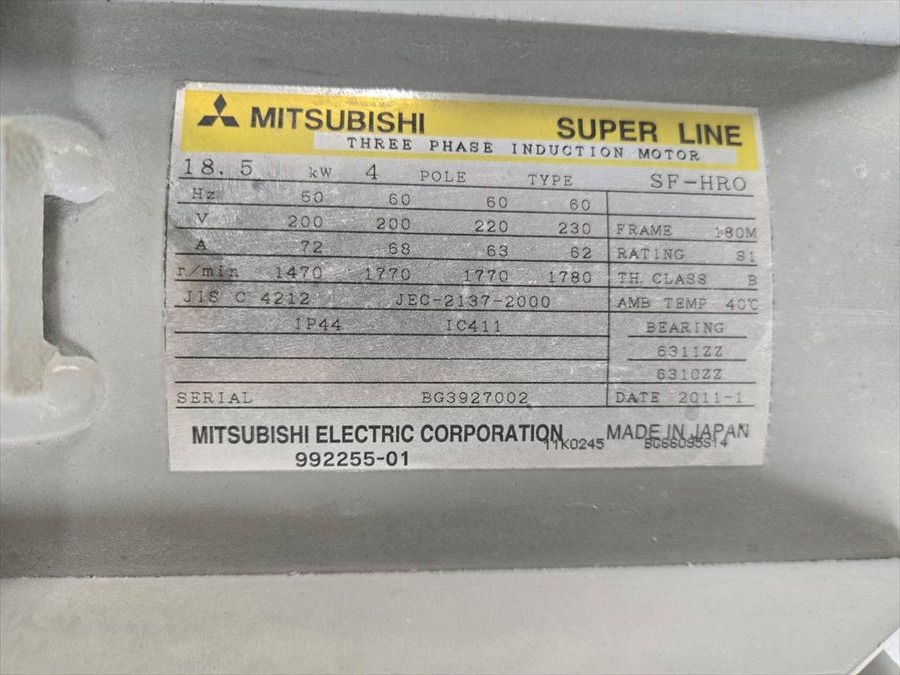 MITSUBISHI SUPER LINE
THREE PHASE INDUCTION MOTOR
18.5 kW 4 POLE TYPE SF-HRO
Hz 50 60 60 60
V 200 200 220 230 FRAME 180M
A 72 68 63 62 RATING S1
r/min 1470 1770 1770 1780 TH. CLASS B
JIS C 4212 JEC-2137-2000 AMB TEMP 40℃
IP44 IC411 BEARING
6311ZZ
6310ZZ
SERIAL BG3927002 DATE 2011-1
MITSUBISHI ELECTRIC CORPORATION MADE IN JAPAN
11K0245 BG66095S14
992255-01